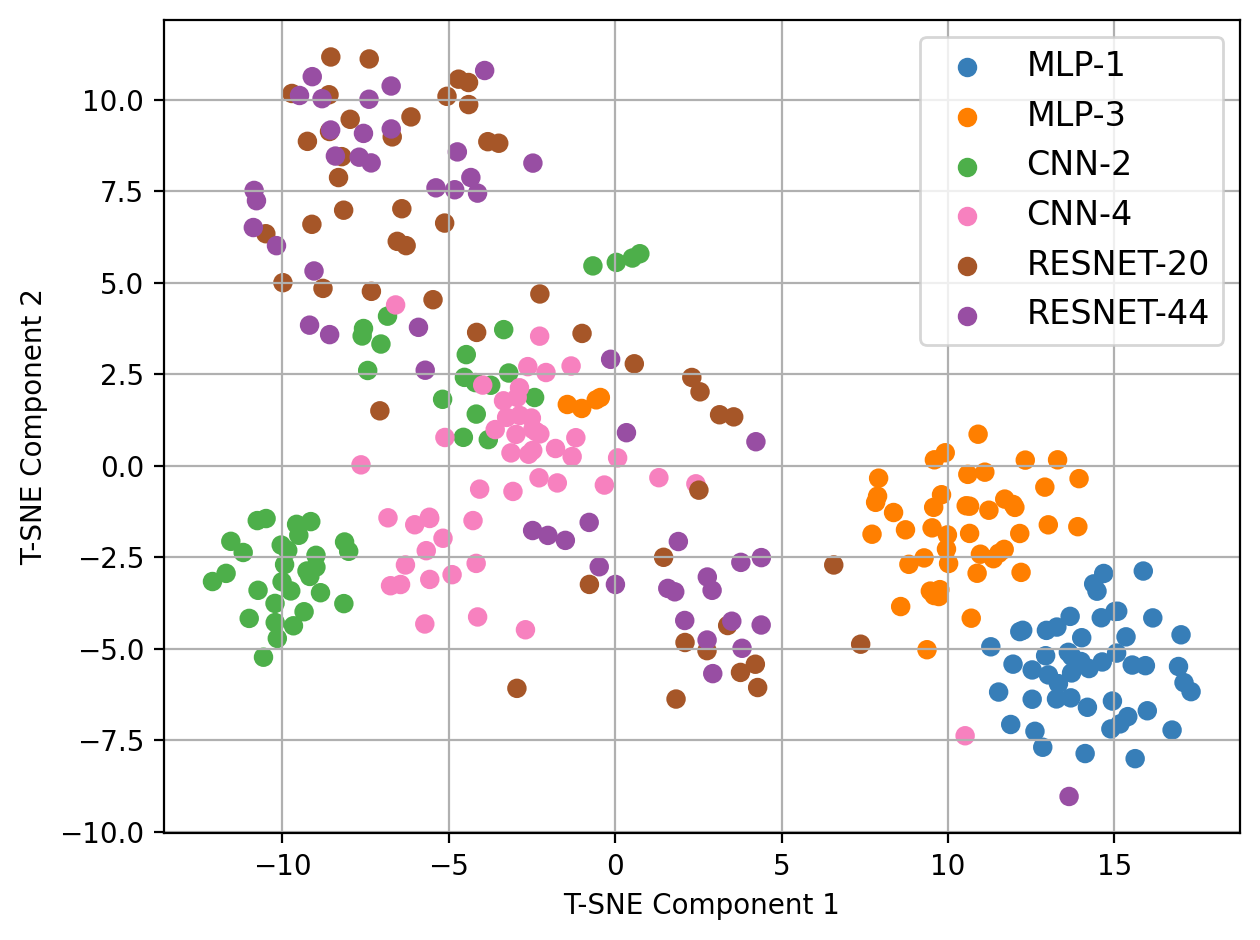 MLP-1
MLP-3
CNN-2
CNN-4
RESNET-20
RESNET-44
10.0
7.5
5.0
2.5
0.0
−2.5
−5.0
−7.5
−10.0
T-SNE Component 2
−10 −5 0 5 10 15
T-SNE Component 1